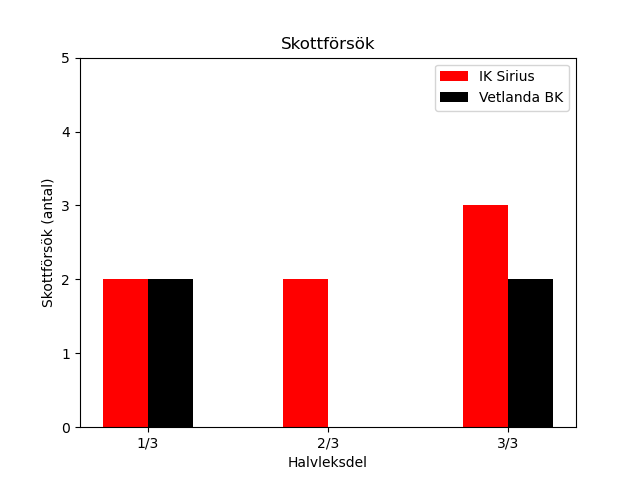 Skottförsök
IK Sirius
Vetlanda BK
Skottförsök (antal)
5
4
3
2
1
0
1/3
2/3
3/3
Halvleksdel